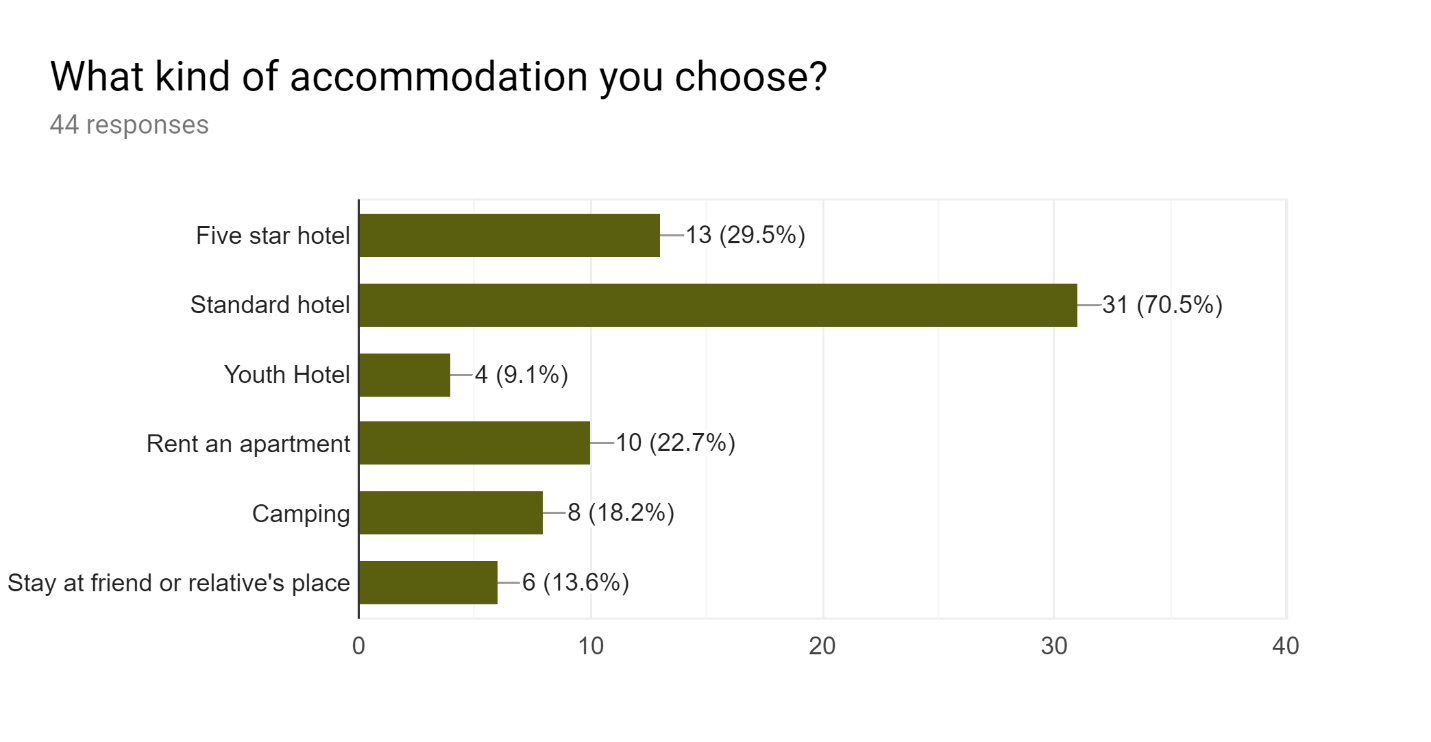 What kind of accommodation you choose?
44 responses
Five star hotel 13 (29.5%)
Standard hotel 31 (70.5%)
Youth Hotel 4 (9.1%)
Rent an apartment 10 (22.7%)
Camping 8 (18.2%)
Stay at friend or relative's place 6 (13.6%)
0 10 20 30 40